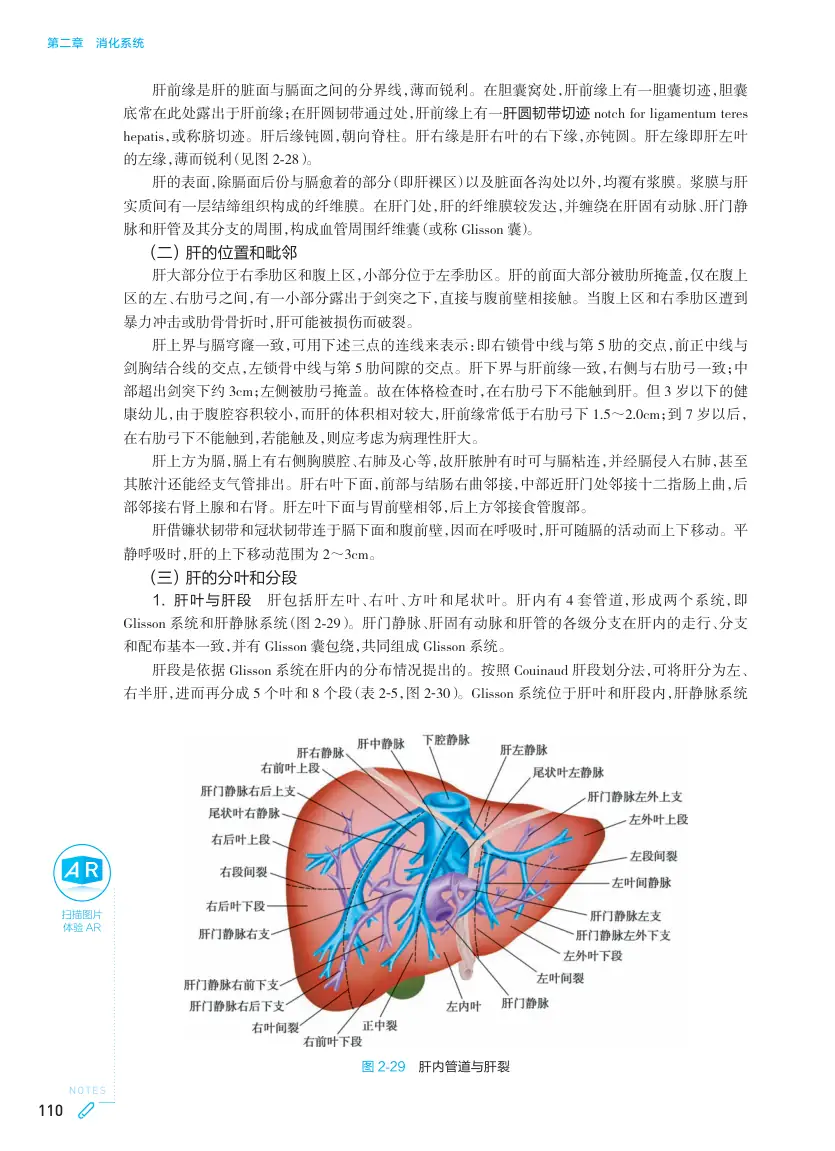 第二章 消化系统
肝前缘是肝的脏面与膈面之间的分界线,薄而锐利。在胆囊窝处,肝前缘上有一胆囊切迹,胆囊
底常在此处露出于肝前缘;在肝圆韧带通过处,肝前缘上有一肝圆韧带切迹 notch for ligamentum teres
hepatis,或称脐切迹。肝后缘钝圆,朝向脊柱。肝右缘是肝右叶的右下缘,亦钝圆。肝左缘即肝左叶
的左缘,薄而锐利(见图 2-28)。
肝的表面,除膈面后份与膈愈着的部分(即肝裸区)以及脏面各沟处以外,均覆有浆膜。浆膜与肝
实质间有一层结缔组织构成的纤维膜。在肝门处,肝的纤维膜较发达,并缠绕在肝固有动脉、肝门静
脉和肝管及其分支的周围,构成血管周围纤维囊(或称 Glisson 囊)。
(二)肝的位置和毗邻
肝大部分位于右季肋区和腹上区,小部分位于左季肋区。肝的前面大部分被肋所掩盖,仅在腹上
区的左、右肋弓之间,有一小部分露出于剑突之下,直接与腹前壁相接触。当腹上区和右季肋区遭到
暴力冲击或肋骨骨折时,肝可能被损伤而破裂。
肝上界与膈穹窿一致,可用下述三点的连线来表示:即右锁骨中线与第 5 肋的交点,前正中线与
剑胸结合线的交点,左锁骨中线与第 5 肋间隙的交点。肝下界与肝前缘一致,右侧与右肋弓一致;中
部超出剑突下约 3cm;左侧被肋弓掩盖。故在体格检查时,在右肋弓下不能触到肝。但 3 岁以下的健
康幼儿,由于腹腔容积较小,而肝的体积相对较大,肝前缘常低于右肋弓下 1.5~2.0cm;到 7 岁以后,
在右肋弓下不能触到,若能触及,则应考虑为病理性肝大。
肝上方为膈,膈上有右侧胸膜腔、右肺及心等,故肝脓肿有时可与膈粘连,并经膈侵入右肺,甚至
其脓汁还能经支气管排出。肝右叶下面,前部与结肠右曲邻接,中部近肝门处邻接十二指肠上曲,后
部邻接右肾上腺和右肾。肝左叶下面与胃前壁相邻,后上方邻接食管腹部。
肝借镰状韧带和冠状韧带连于膈下面和腹前壁,因而在呼吸时,肝可随膈的活动而上下移动。平
静呼吸时,肝的上下移动范围为 2~3cm。
(三)肝的分叶和分段
1. 肝叶与肝段 肝包括肝左叶、右叶、方叶和尾状叶。肝内有 4 套管道,形成两个系统,即
Glisson 系统和肝静脉系统(图 2-29)。肝门静脉、肝固有动脉和肝管的各级分支在肝内的走行、分支
和配布基本一致,并有 Glisson 囊包绕,共同组成 Glisson 系统。
肝段是依据 Glisson 系统在肝内的分布情况提出的。按照 Couinaud 肝段划分法,可将肝分为左、
右半肝,进而再分成 5 个叶和 8 个段(表 2-5,图 2-30)。Glisson 系统位于肝叶和肝段内,肝静脉系统
下腔静脉
肝中静脉
肝右静脉
右前叶上段
肝门静脉右后上支
尾状叶右静脉
右后叶上段
右段间裂
右后叶下段
肝门静脉右支
肝门静脉右前下支
肝门静脉右后下支
右叶间裂
右前叶下段
正中裂
左内叶
肝门静脉
肝左静脉
尾状叶左静脉
肝门静脉左外上支
左外叶上段
左段间裂
左叶间静脉
肝门静脉左支
肝门静脉左外下支
左外叶下段
左叶间裂
AR
扫描图片
体验 AR
图 2-29 肝内管道与肝裂
NOTES
110